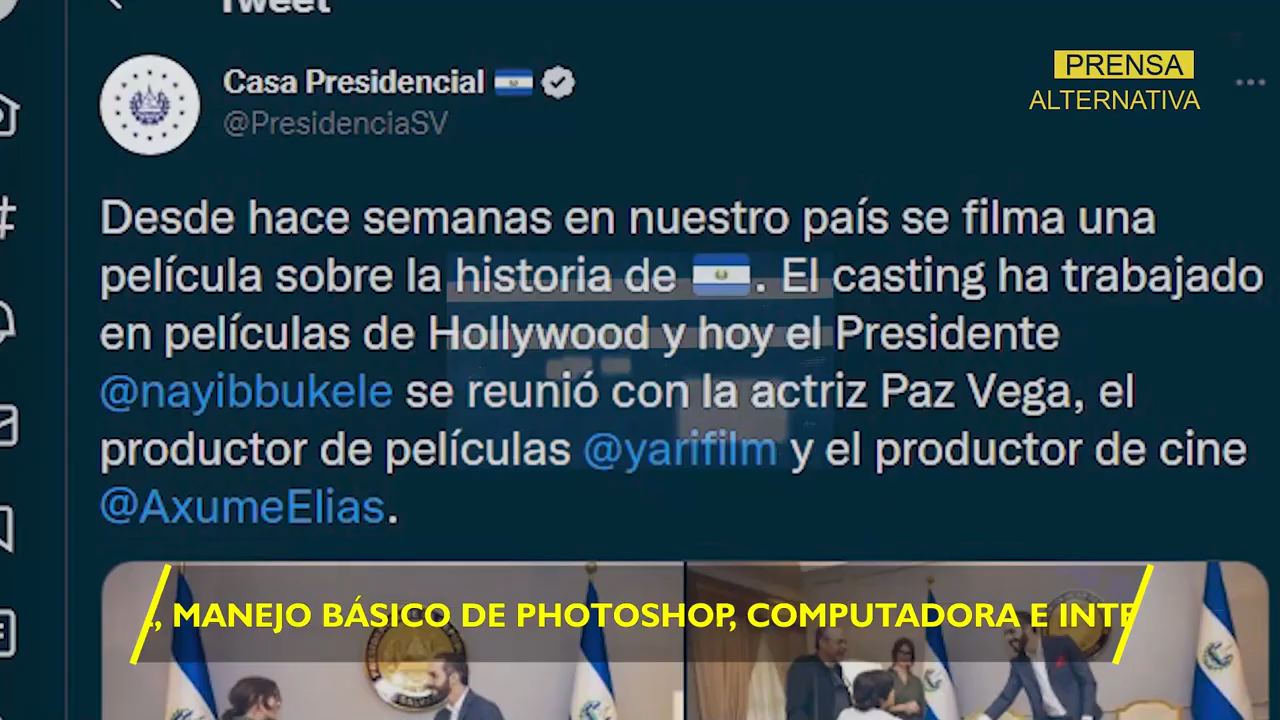 Tweet
Casa Presidencial
@PresidenciaSV
PRENSA
ALTERNATIVA
Desde hace semanas en nuestro país se filma una
película sobre la historia de 🇸🇻. El casting ha trabajado
en películas de Hollywood y hoy el Presidente
@nayibbukele se reunió con la actriz Paz Vega, el
productor de películas @yarifilm y el productor de cine
@AxumeElias.
, MANEJO BÁSICO DE PHOTOSHOP, COMPUTADORA E INTE